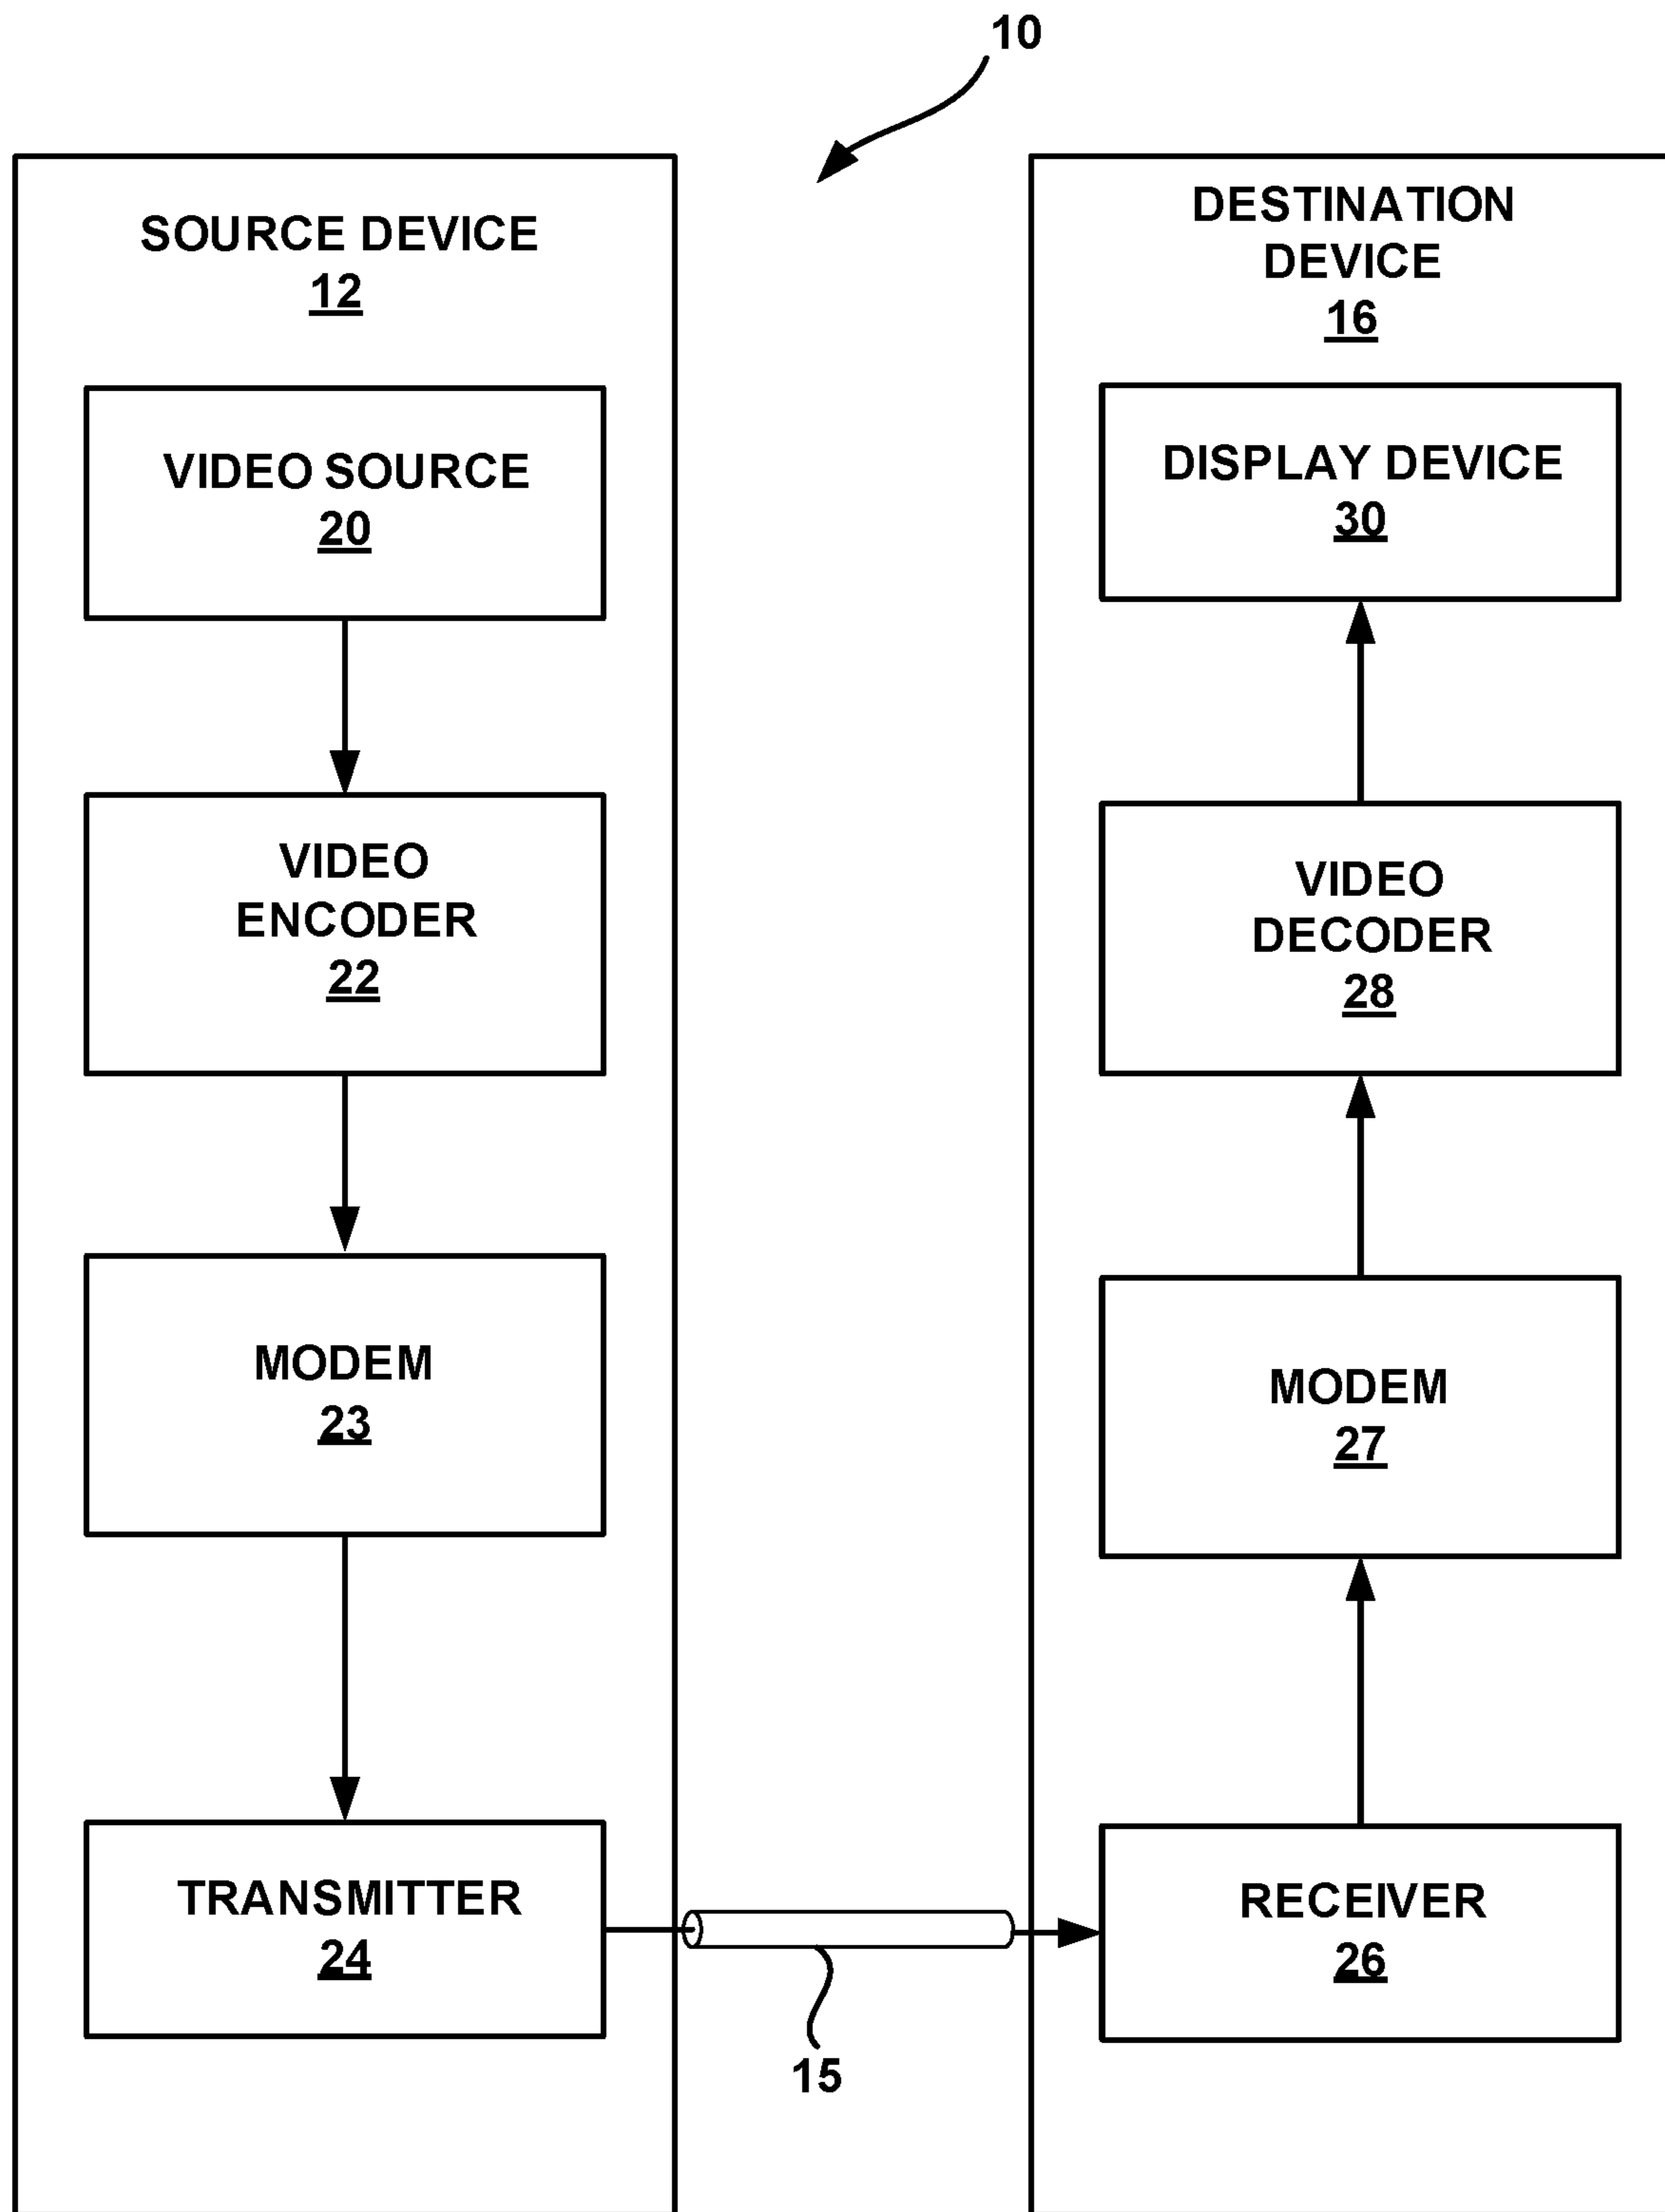 10
SOURCE DEVICE
12
VIDEO SOURCE
20
VIDEO
ENCODER
22
MODEM
23
TRANSMITTER
24
15
DESTINATION
DEVICE
16
DISPLAY DEVICE
30
VIDEO
DECODER
28
MODEM
27
RECEIVER
26